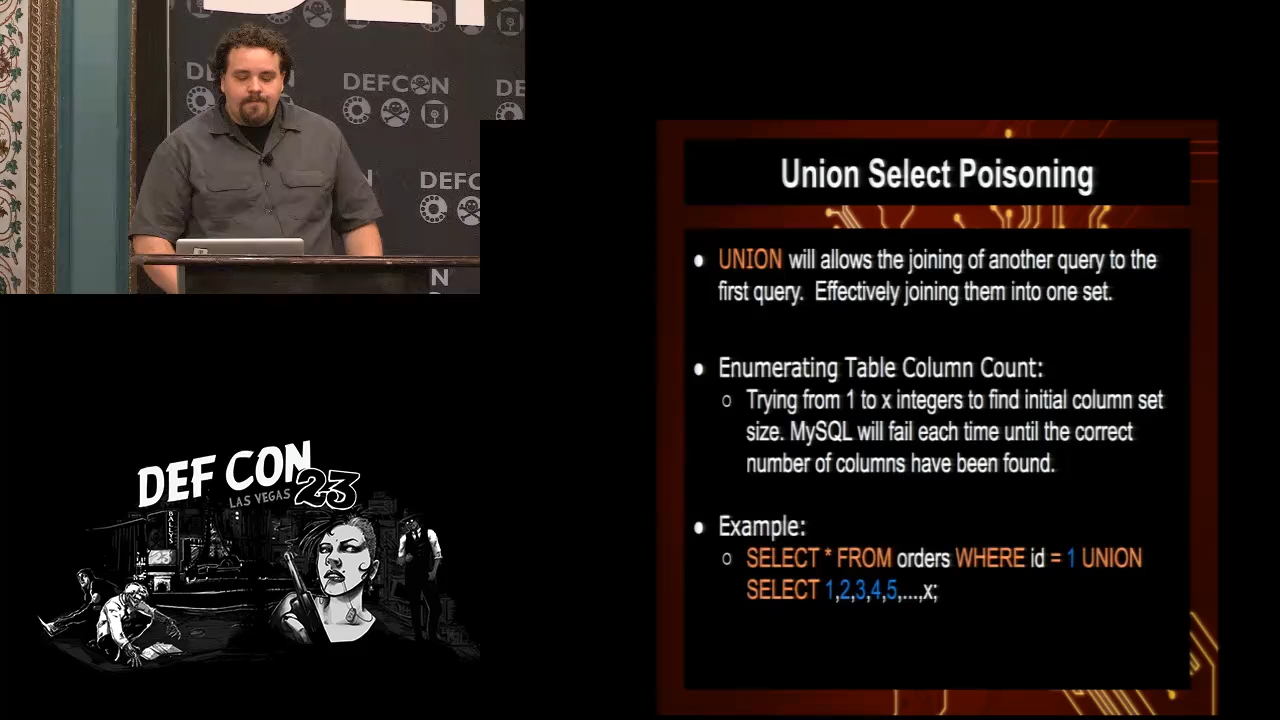 DEFCON
DEFCON
DEF
DEFC
Union Select Poisoning
UNION will allows the joining of another query to the
first query. Effectively joining them into one set.
Enumerating Table Column Count:
Trying from 1 to x integers to find initial column set
size. MySQL will fail each time until the correct
number of columns have been found.
Example:
SELECT * FROM orders WHERE id = 1 UNION
SELECT 1,2,3,4,5,...,x;
DEF CON
LAS VEGAS 23
BALLYS